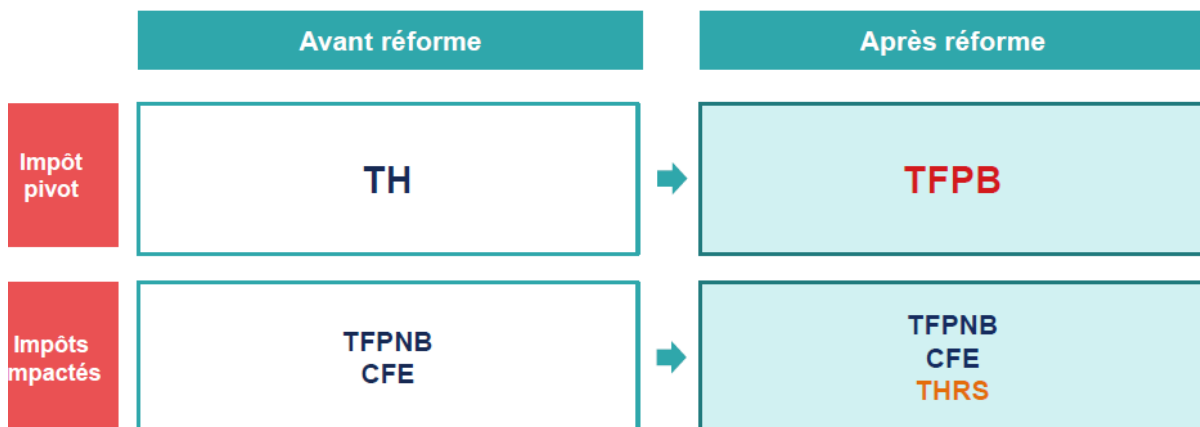 Avant réforme
Après réforme
Impôt
pivot
TH
TFPB
Impôts
mpactés
TFPNB
CFE
TFPNB
CFE
THRS